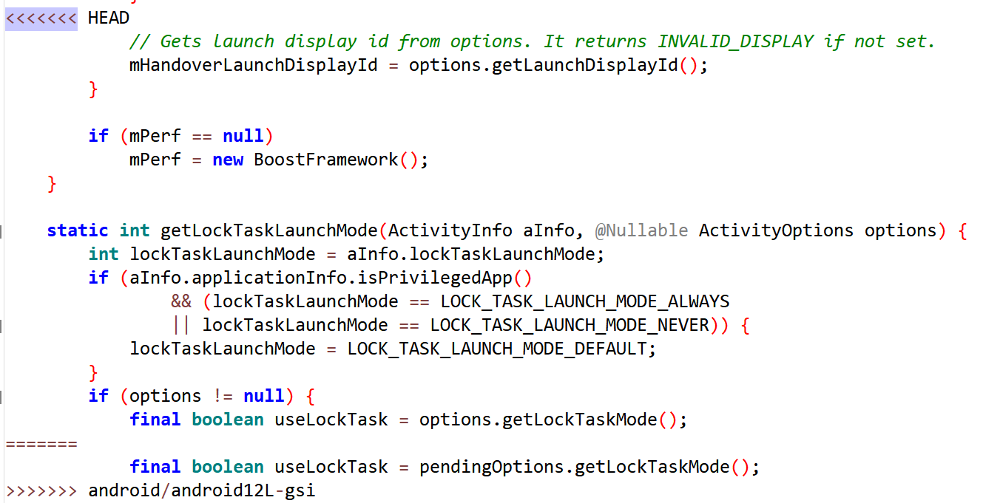 <<<<<<< HEAD
            // Gets launch display id from options. It returns INVALID_DISPLAY if not set.
            mHandoverLaunchDisplayId = options.getLaunchDisplayId();
        }

        if (mPerf == null)
            mPerf = new BoostFramework();
    }

    static int getLockTaskLaunchMode(ActivityInfo aInfo, @Nullable ActivityOptions options) {
        int lockTaskLaunchMode = aInfo.lockTaskLaunchMode;
        if (aInfo.applicationInfo.isPrivilegedApp()
                && (lockTaskLaunchMode == LOCK_TASK_LAUNCH_MODE_ALWAYS
                || lockTaskLaunchMode == LOCK_TASK_LAUNCH_MODE_NEVER)) {
            lockTaskLaunchMode = LOCK_TASK_LAUNCH_MODE_DEFAULT;
        }
        if (options != null) {
            final boolean useLockTask = options.getLockTaskMode();
=======
            final boolean useLockTask = pendingOptions.getLockTaskMode();
>>>>>>> android/android12L-gsi